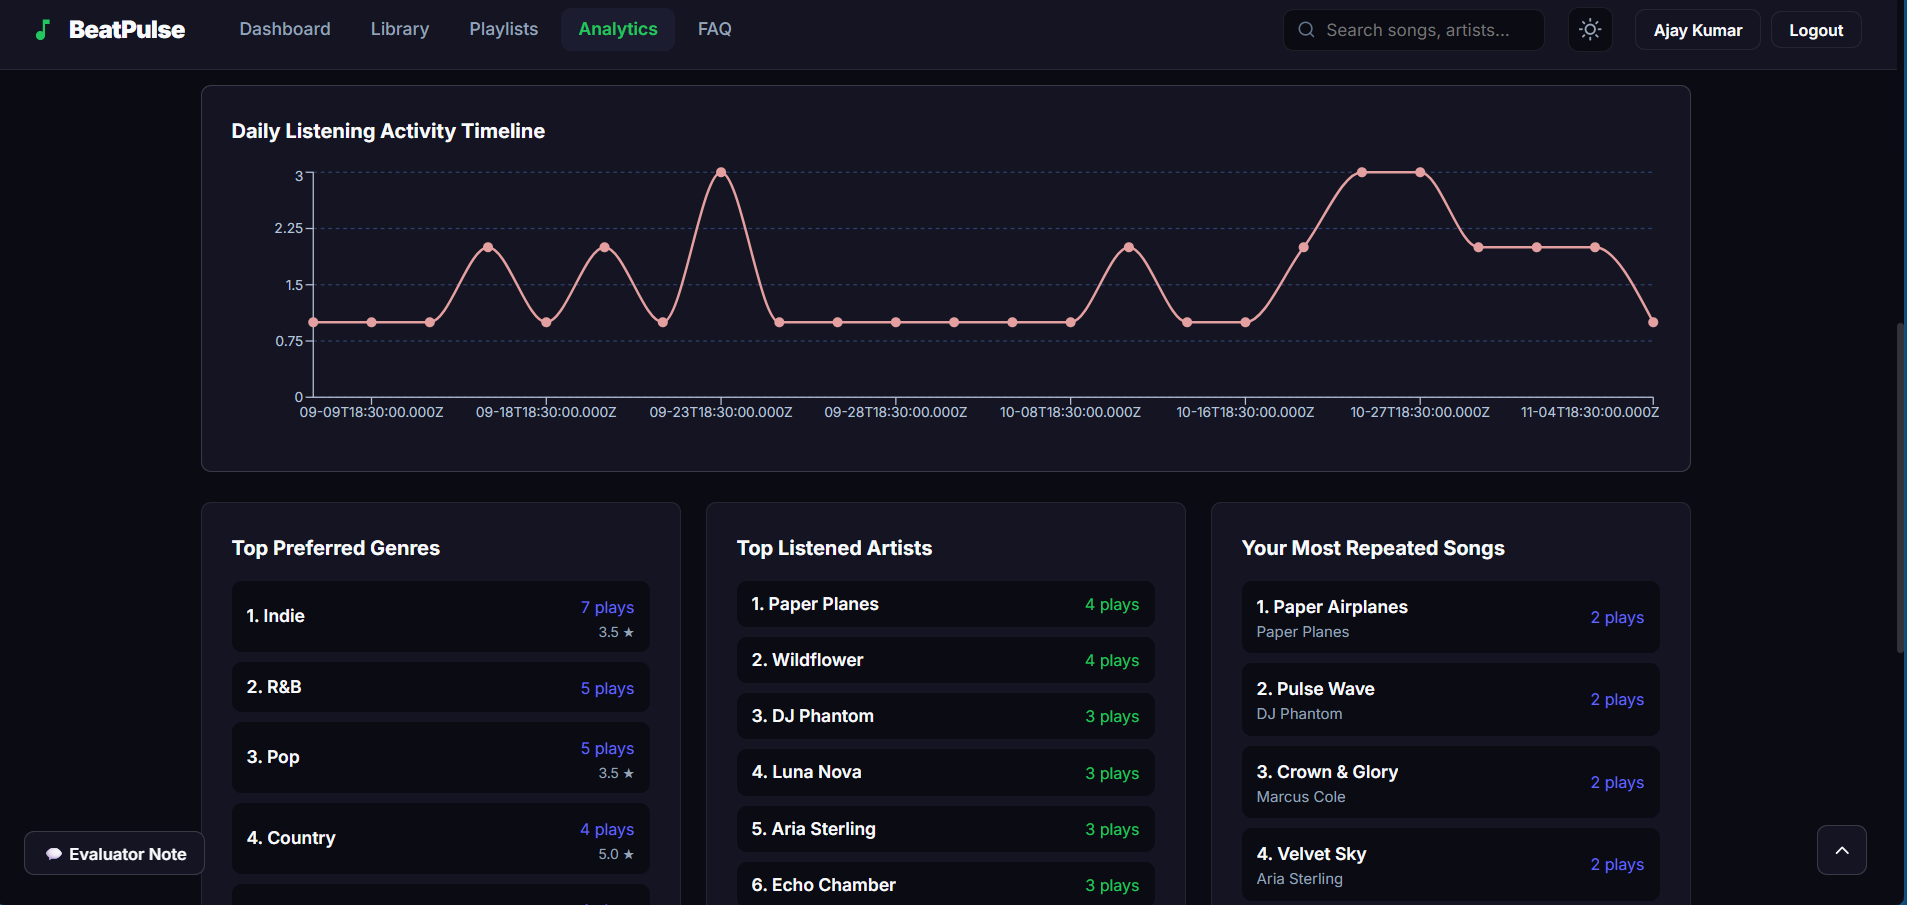 BeatPulse
Dashboard
Library
Playlists
Analytics
FAQ
Search songs, artists...
Ajay Kumar
Logout
Daily Listening Activity Timeline
3
2.25
1.5
0.75
0
09-09T18:30:00.000Z
09-18T18:30:00.000Z
09-23T18:30:00.000Z
09-28T18:30:00.000Z
10-08T18:30:00.000Z
10-16T18:30:00.000Z
10-27T18:30:00.000Z
11-04T18:30:00.000Z
Top Preferred Genres
1. Indie
7 plays
3.5 ★
2. R&B
5 plays
3. Pop
5 plays
3.5 ★
4. Country
4 plays
5.0 ★
Top Listened Artists
1. Paper Planes
4 plays
2. Wildflower
4 plays
3. DJ Phantom
3 plays
4. Luna Nova
3 plays
5. Aria Sterling
3 plays
6. Echo Chamber
3 plays
Your Most Repeated Songs
1. Paper Airplanes
Paper Planes
2 plays
2. Pulse Wave
DJ Phantom
2 plays
3. Crown & Glory
Marcus Cole
2 plays
4. Velvet Sky
Aria Sterling
2 plays
Evaluator Note